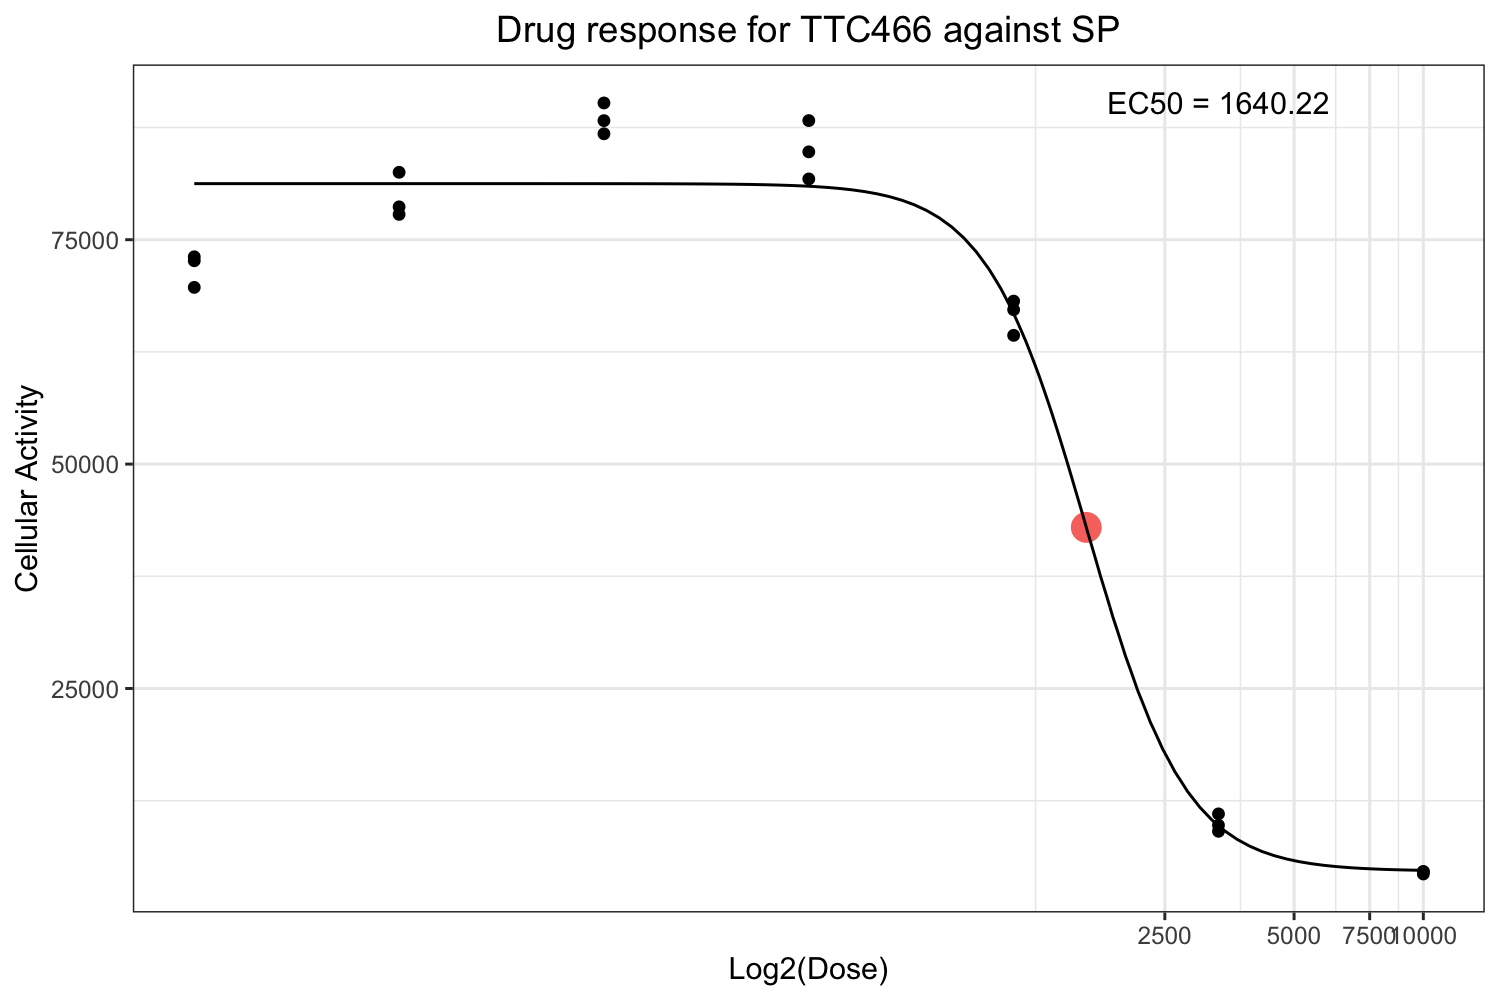 Drug response for TTC466 against SP
EC50 = 1640.22
75000
50000
25000
Cellular Activity
2500 5000 7500 10000
Log2(Dose)